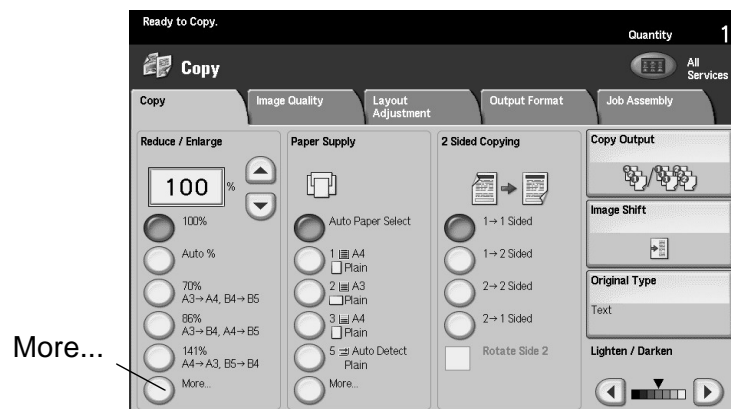 Ready to Copy.
Quantity 1
Copy
All
Services
Copy
Image Quality
Layout
Adjustment
Output Format
Job Assembly
Reduce / Enlarge
100 %
100%
Auto %
70%
A3→A4, B4→B5
86%
A3→B4, A4→B5
141%
A4→A3, B5→B4
More...
Paper Supply
Auto Paper Select
1 A4
Plain
2 A3
Plain
3 A4
Plain
5 Auto Detect
Plain
More...
2 Sided Copying
1→1 Sided
1→2 Sided
2→2 Sided
2→1 Sided
Rotate Side 2
Copy Output
Image Shift
Original Type
Text
Lighten / Darken
More...